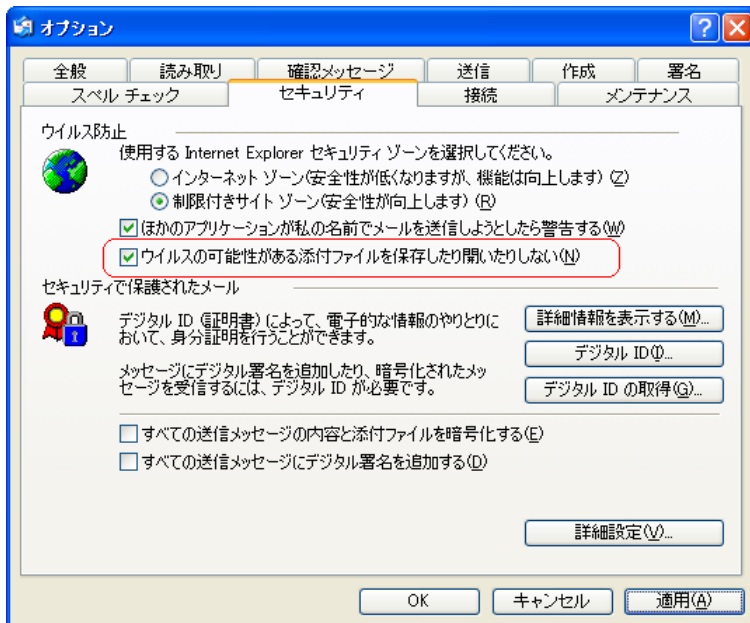 オプション
全般 読み取り 確認メッセージ 送信 作成 署名
スペル チェック セキュリティ 接続 メンテナンス
ウイルス防止
使用する Internet Explorer セキュリティ ゾーンを選択してください。
インターネット ゾーン(安全性が低くなりますが、機能は向上します) (Z)
制限付きサイト ゾーン(安全性が向上します) (R)
ほかのアプリケーションが私の名前でメールを送信しようとしたら警告する(W)
ウイルスの可能性がある添付ファイルを保存したり開いたりしない(N)
セキュリティで保護されたメール
デジタル ID (証明書) によって、電子的な情報のやりとりに
おいて、身分証明を行うことができます。
詳細情報を表示する(M)...
デジタル ID(I)...
メッセージにデジタル署名を追加したり、暗号化されたメッ
セージを受信するには、デジタル ID が必要です。
デジタル ID の取得(G)...
すべての送信メッセージの内容と添付ファイルを暗号化する(E)
すべての送信メッセージにデジタル署名を追加する(D)
詳細設定(V)...
OK キャンセル 適用(A)